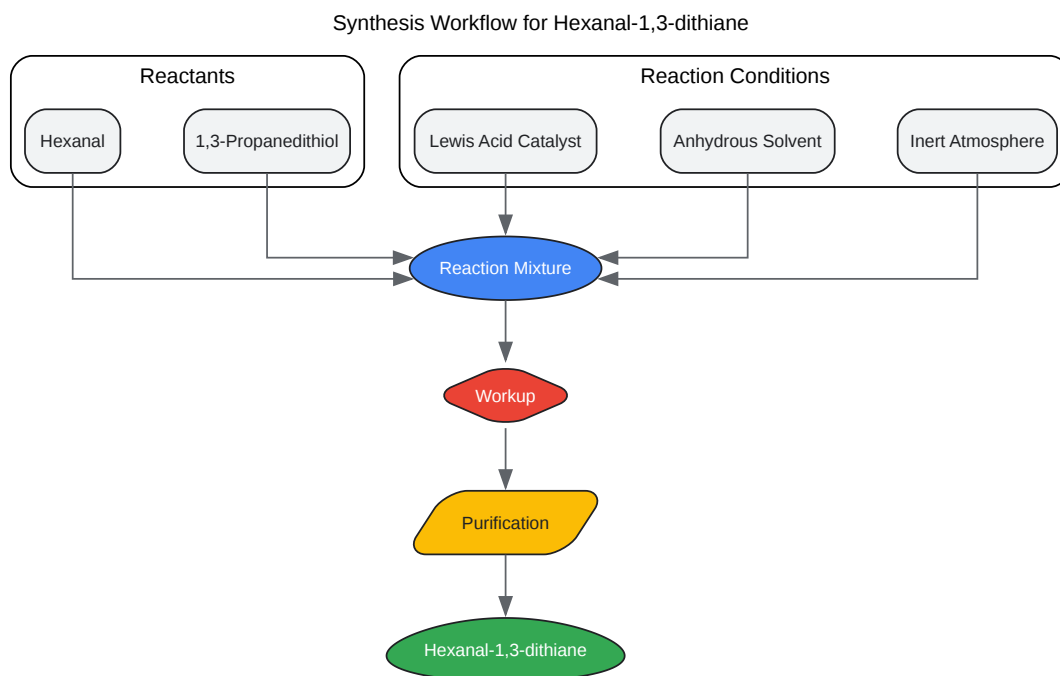 Synthesis Workflow for Hexanal-1,3-dithiane
Reactants
Reaction Conditions
Hexanal
1,3-Propanedithiol
Lewis Acid Catalyst
Anhydrous Solvent
Inert Atmosphere
Reaction Mixture
Workup
Purification
Hexanal-1,3-dithiane